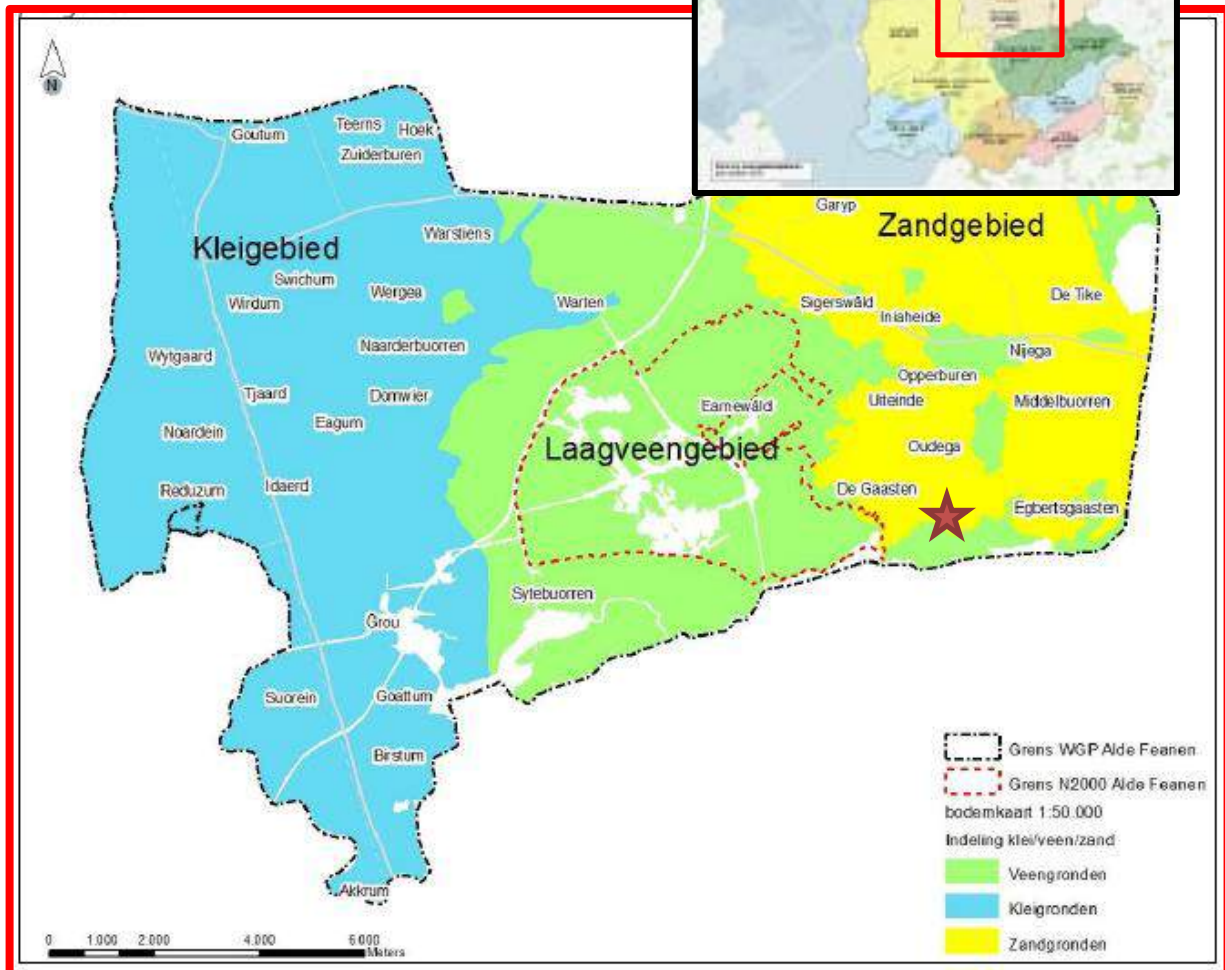 N
Goutum
Teerns
Hoek
Zuiderburen
Garyp
Zandgebied
Warstiens
Kleigebied
Swichum
Wergea
Wirdum
Warten
Sigerswâld
Iniaheide
De Tike
Naarderbuorren
Wytgaard
Nijega
Opperburen
Tjaard
Domwier
Earnewâld
Uiteinde
Middelbuorren
Eagum
Noardein
Laagveengebied
Oudega
Reduzum
Idaerd
De Gaasten
Egbertsgaasten
Sytebuorren
Grou
Suorein
Goattum
Birstum
Akkrum
Grens WGP Alde Feanen
Grens N2000 Alde Feanen
bodemkaart 1:50.000
Indeling klei/veen/zand
Veengronden
Kleigronden
Zandgronden
0 1.000 2.000 4.000 6.000
Meters